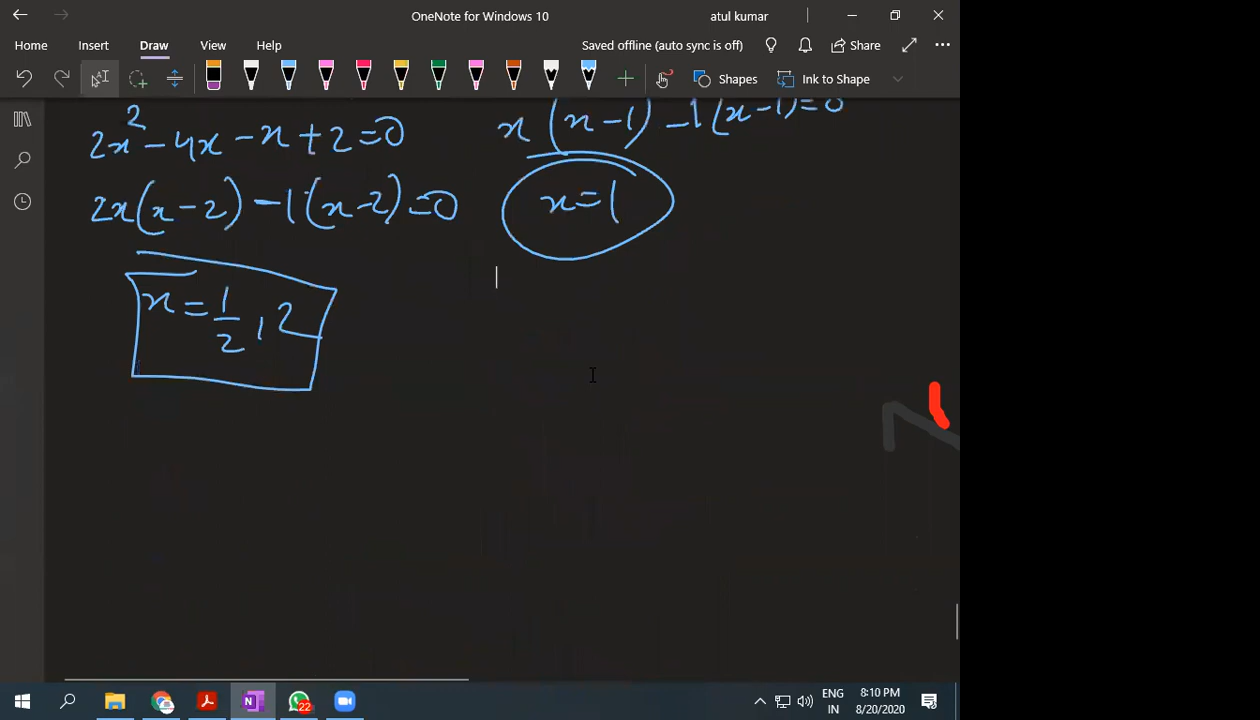 OneNote for Windows 10
atul kumar
Home Insert Draw View Help
Saved offline (auto sync is off)
Share
Shapes
Ink to Shape
2x² - 4x - x + 2 = 0
2x(x - 2) - 1(x - 2) = 0
x = 1/2, 2
x(x - 1) - 1(x - 1) = 0
x = 1
22
ENG
IN
8:10 PM
8/20/2020